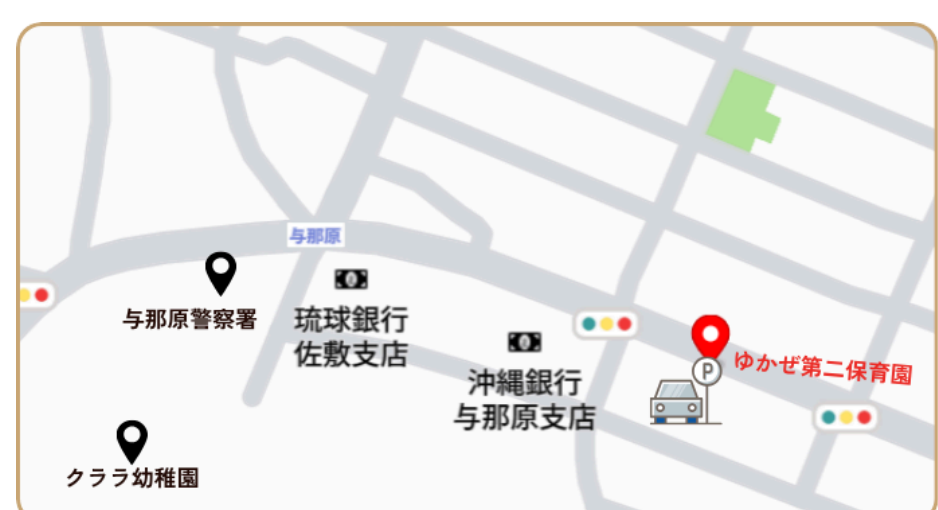 与那原
与那原警察署
琉球銀行
佐敷支店
沖縄銀行
与那原支店
P
ゆかぜ第二保育園
クララ幼稚園